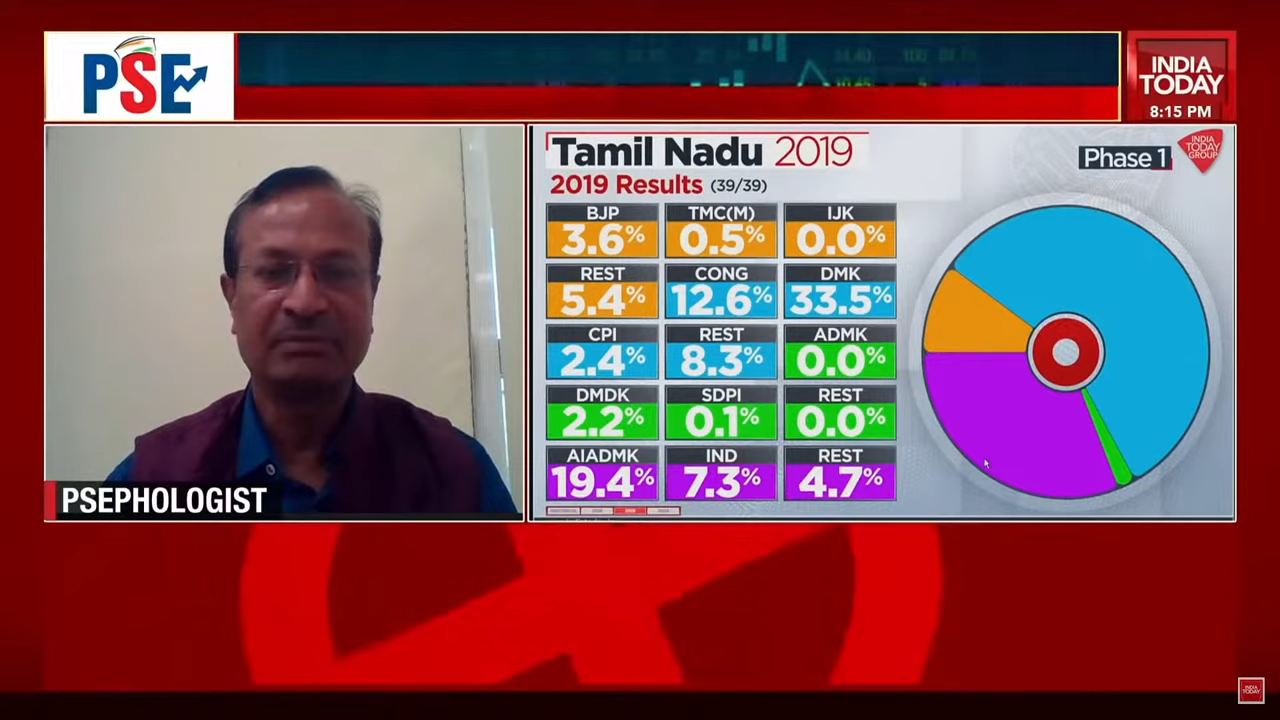 PSE
INDIA
TODAY
8:15 PM
Tamil Nadu 2019
2019 Results (39/39)
Phase 1
INDIA
TODAY
GROUP
BJP
3.6%
TMC(M)
0.5%
IJK
0.0%
REST
5.4%
CONG
12.6%
DMK
33.5%
CPI
2.4%
REST
8.3%
ADMK
0.0%
DMDK
2.2%
SDPI
0.1%
REST
0.0%
AIADMK
19.4%
IND
7.3%
REST
4.7%
PSEPHOLOGIST
INDIA
TODAY